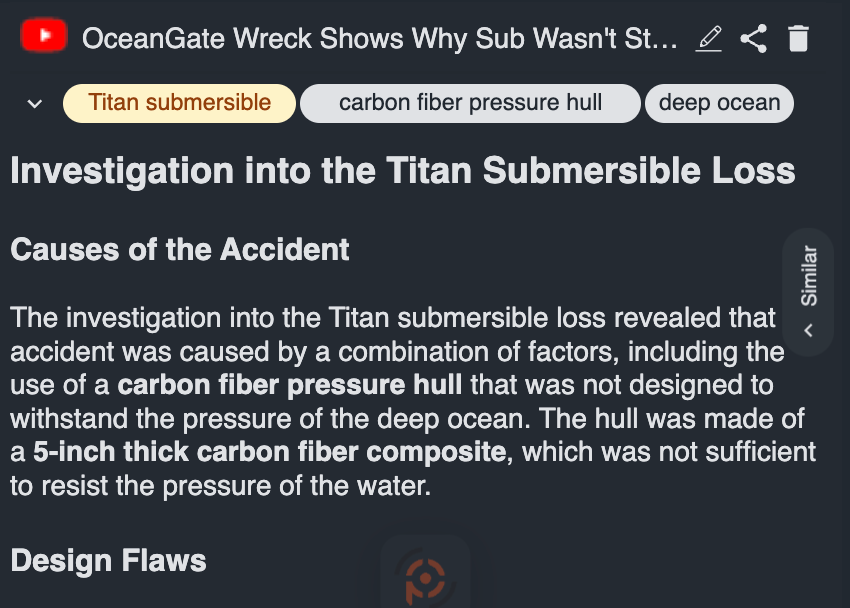 OceanGate Wreck Shows Why Sub Wasn't St...
Titan submersible carbon fiber pressure hull deep ocean
Investigation into the Titan Submersible Loss
Causes of the Accident
Similar
The investigation into the Titan submersible loss revealed that
accident was caused by a combination of factors, including the
use of a carbon fiber pressure hull that was not designed to
withstand the pressure of the deep ocean. The hull was made of
a 5-inch thick carbon fiber composite, which was not sufficient
to resist the pressure of the water.
Design Flaws